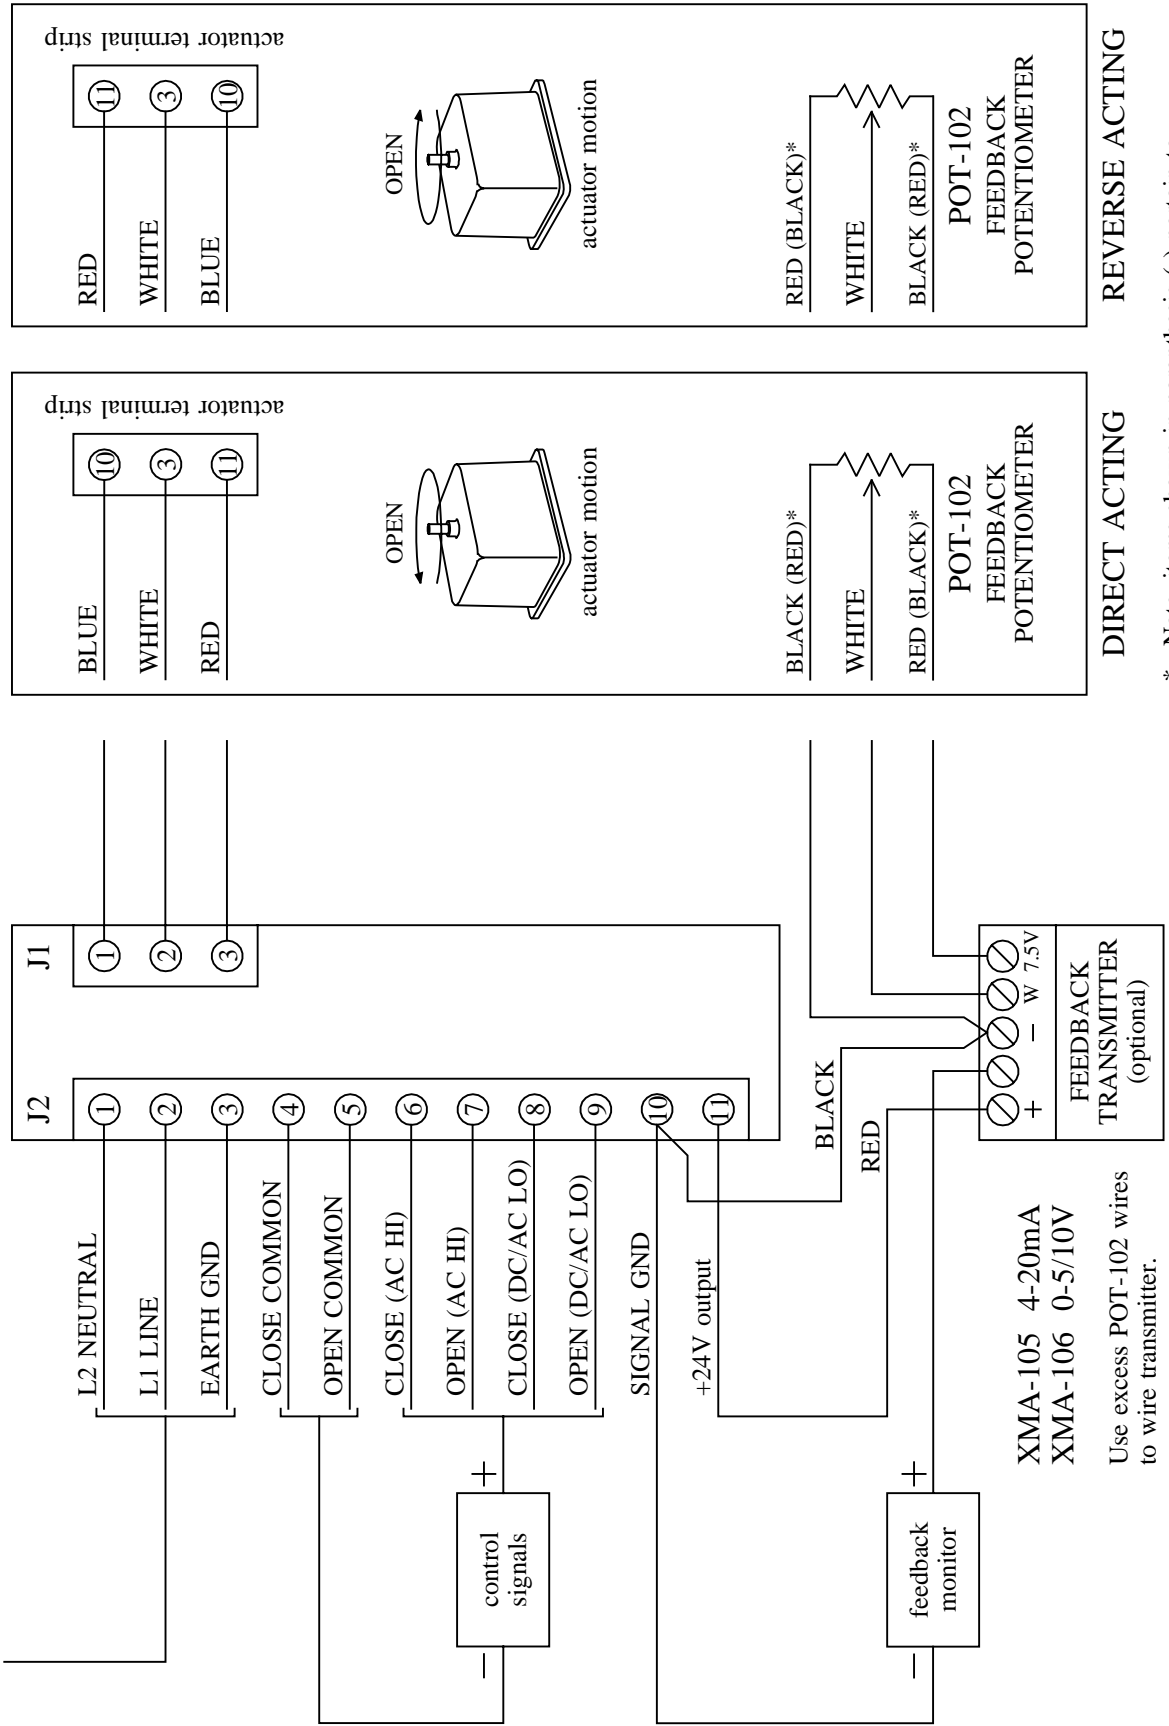 J2
J1
1
2
3
4
5
6
7
8
9
10
11
1
2
3
L2 NEUTRAL
L1 LINE
EARTH GND
CLOSE COMMON
OPEN COMMON
CLOSE (AC HI)
OPEN (AC HI)
CLOSE (DC/AC LO)
OPEN (DC/AC LO)
SIGNAL GND
+24V output
− +
control
signals
− +
feedback
monitor
BLACK
RED
+ − W 7.5V
FEEDBACK
TRANSMITTER
(optional)
XMA-105 4-20mA
XMA-106 0-5/10V
Use excess POT-102 wires
to wire transmitter.
actuator terminal strip
BLUE 10
WHITE 3
RED 11
OPEN
actuator motion
BLACK (RED)*
WHITE
RED (BLACK)*
POT-102
FEEDBACK
POTENTIOMETER
DIRECT ACTING
actuator terminal strip
RED 11
WHITE 3
BLUE 10
OPEN
actuator motion
RED (BLACK)*
WHITE
BLACK (RED)*
POT-102
FEEDBACK
POTENTIOMETER
REVERSE ACTING